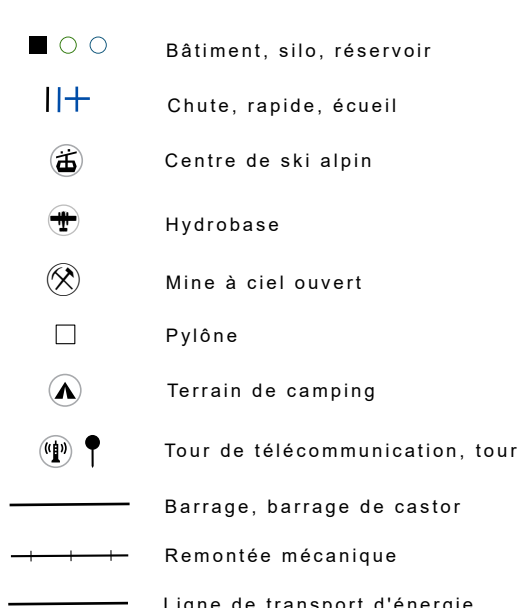 Bâtiment, silo, réservoir
Chute, rapide, écueil
Centre de ski alpin
Hydrobase
Mine à ciel ouvert
Pylône
Terrain de camping
Tour de télécommunication, tour
Barrage, barrage de castor
Remontée mécanique
Ligne de transport d'énergie